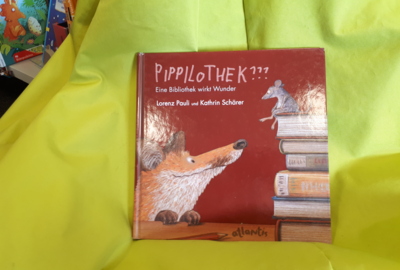 PIPPILOTHEK???
Eine Bibliothek wirkt Wunder
Lorenz Pauli und Kathrin Schärer
atlantis